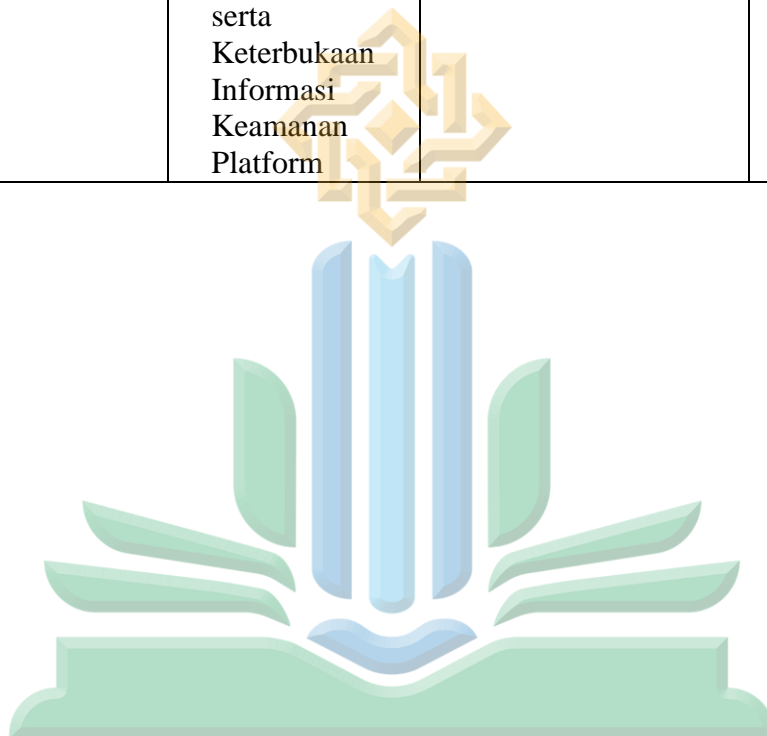 serta
Keterbukaan
Informasi
Keamanan
Platform